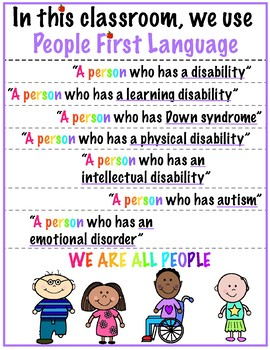 In this classroom, we use
People First Language
“A person who has a disability”
“A person who has a learning disability”
“A person who has Down syndrome”
“A person who has a physical disability”
“A person who has an
intellectual disability”
“A person who has autism”
“A person who has an
emotional disorder”
WE ARE ALL PEOPLE